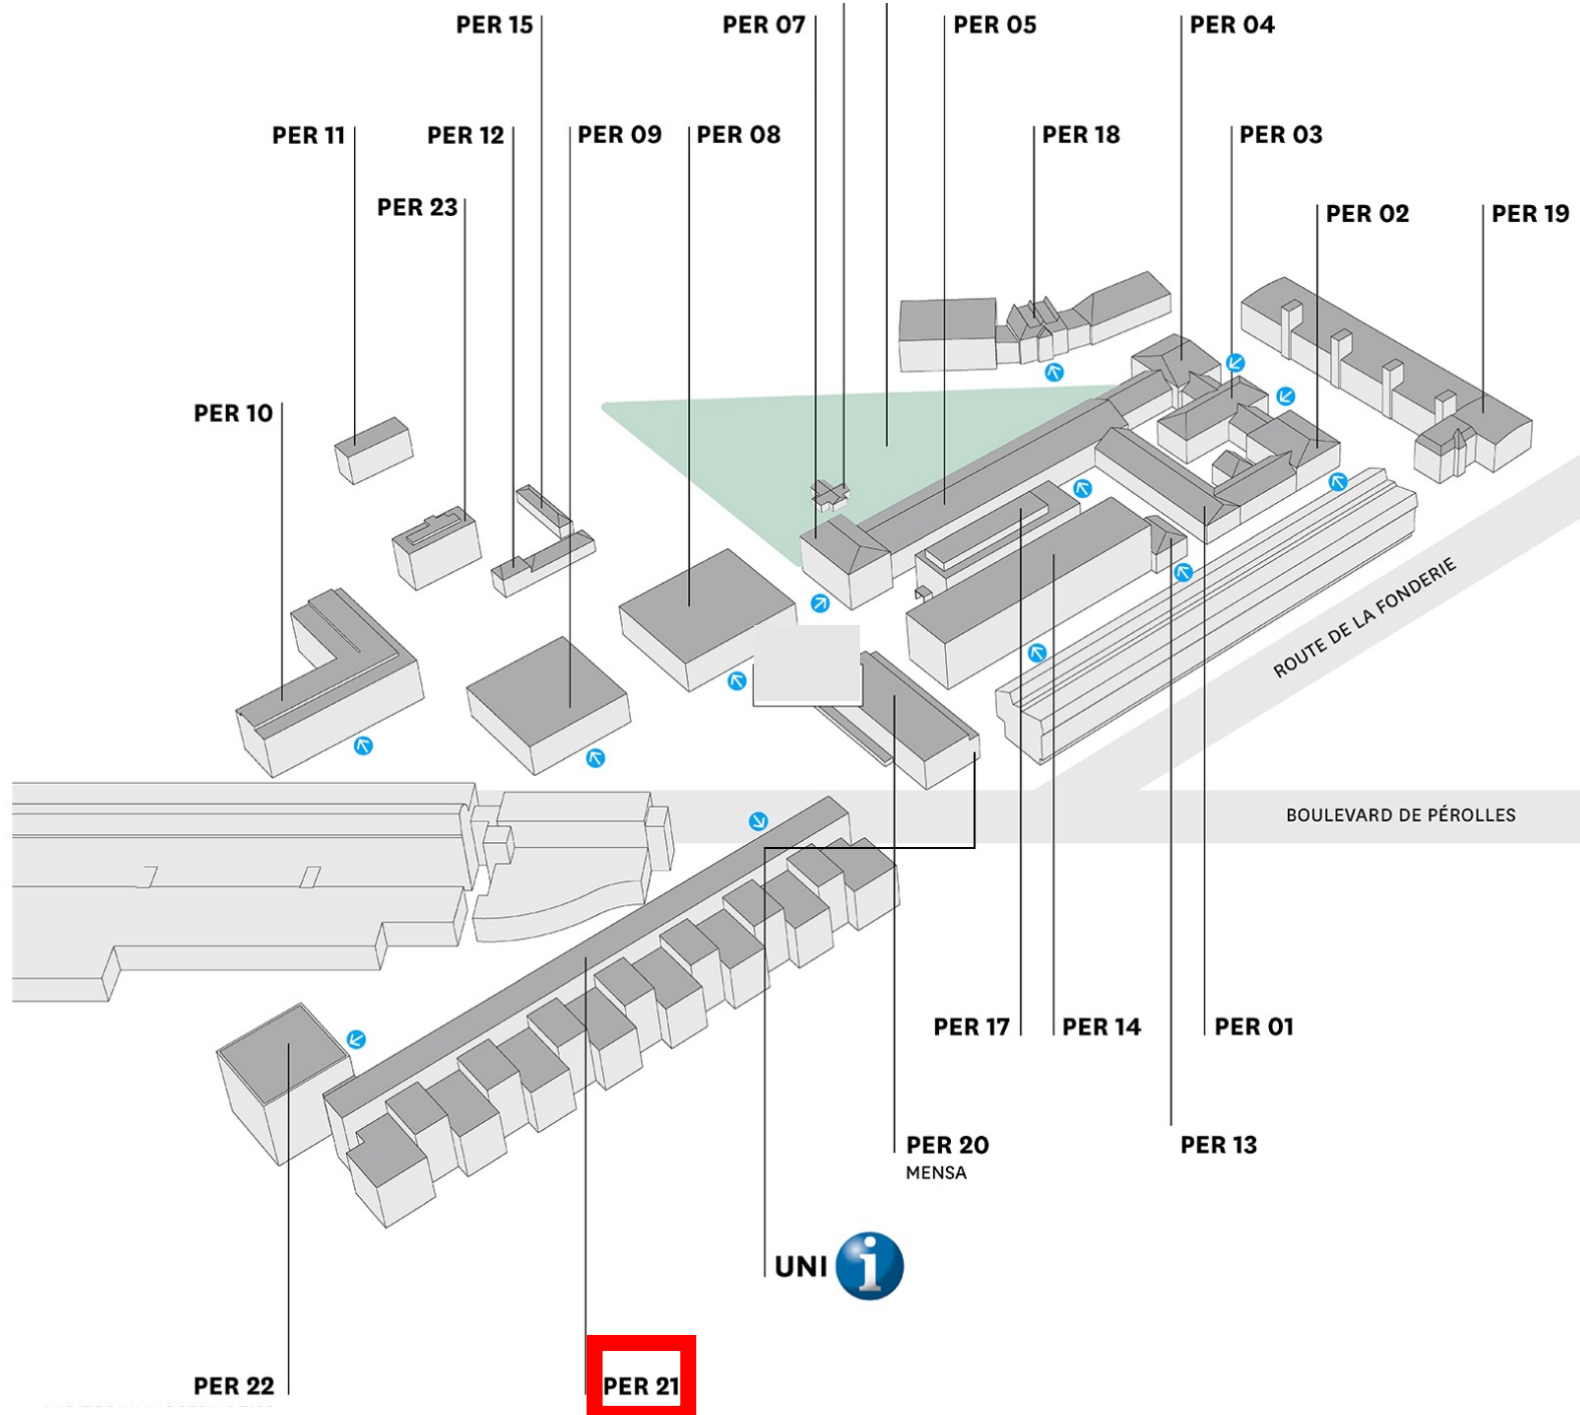 PER 15
PER 07
PER 05
PER 04
PER 11
PER 12
PER 09
PER 08
PER 18
PER 03
PER 23
PER 02
PER 19
PER 10
ROUTE DE LA FONDERIE
BOULEVARD DE PÉROLLES
PER 17
PER 14
PER 01
PER 20
MENSA
PER 13
UNI i
PER 22
PER 21